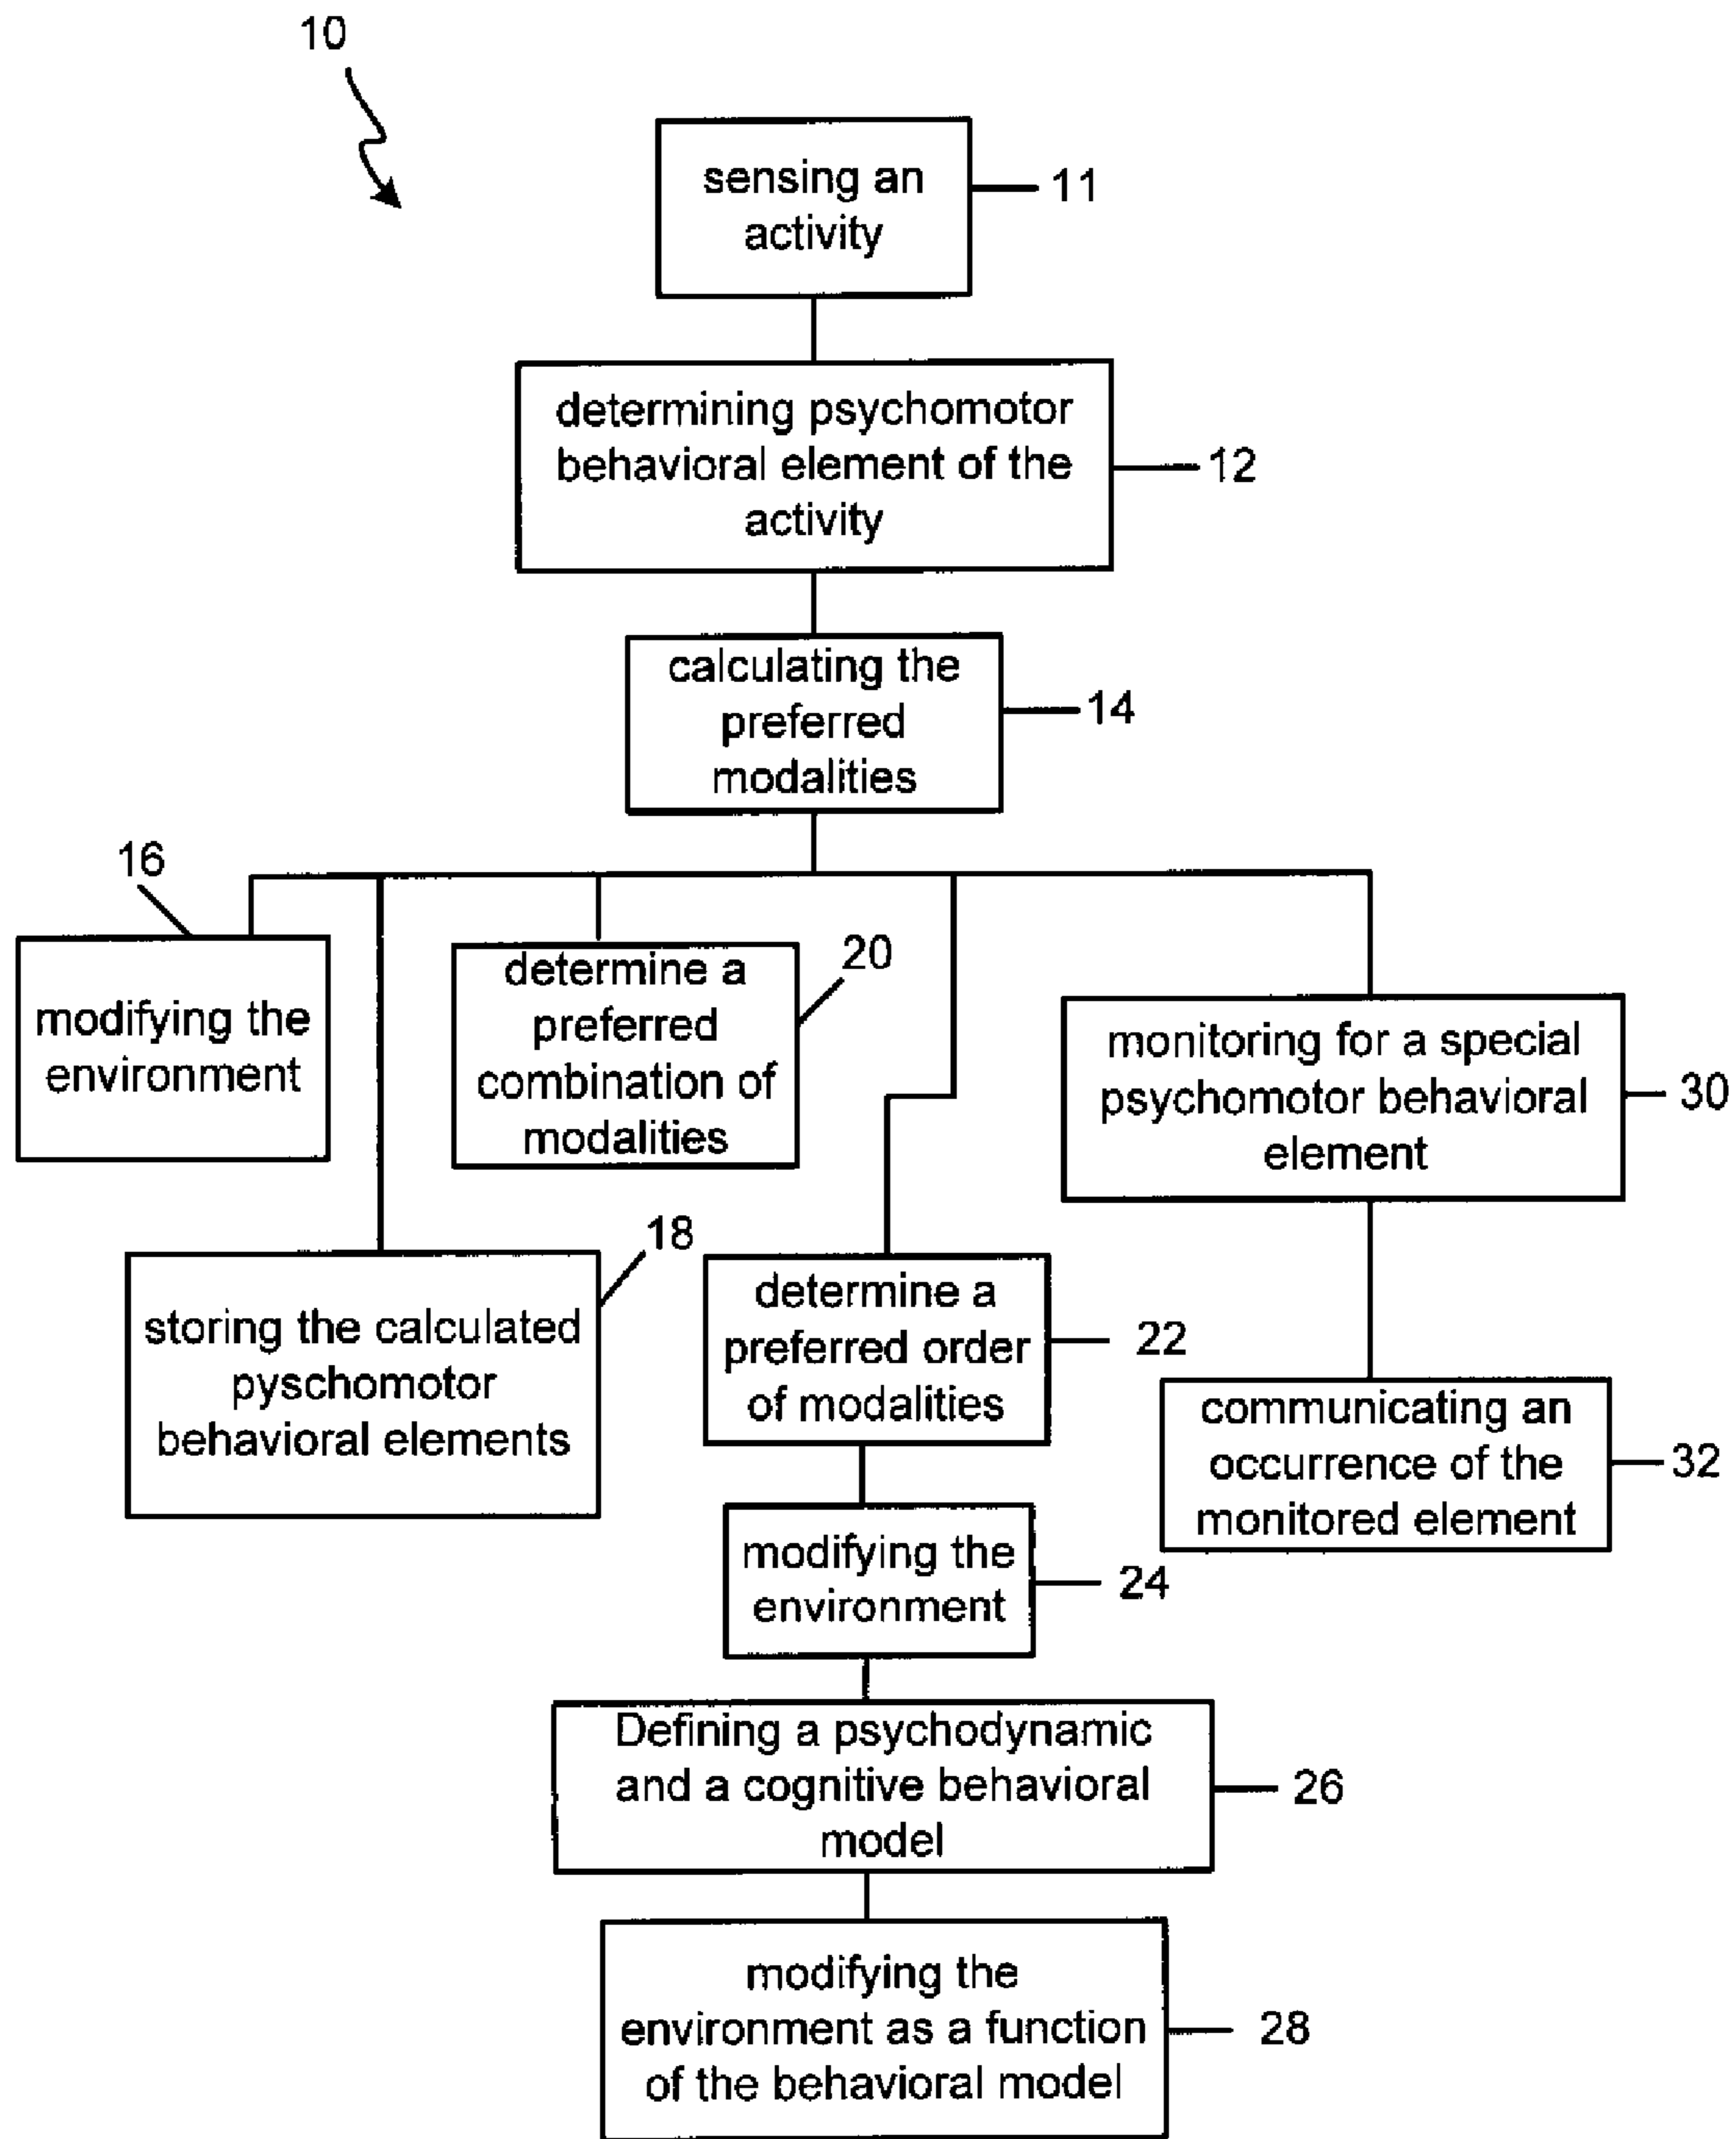 10
sensing an
activity
11
determining psychomotor
behavioral element of the
activity
12
calculating the
preferred
modalities
14
16
modifying the
environment
determine a
preferred
combination of
modalities
20
monitoring for a special
psychomotor behavioral
element
30
storing the calculated
pyschomotor
behavioral elements
18
determine a
preferred order
of modalities
22
communicating an
occurrence of the
monitored element
32
modifying the
environment
24
Defining a psychodynamic
and a cognitive behavioral
model
26
modifying the
environment as a function
of the behavioral model
28